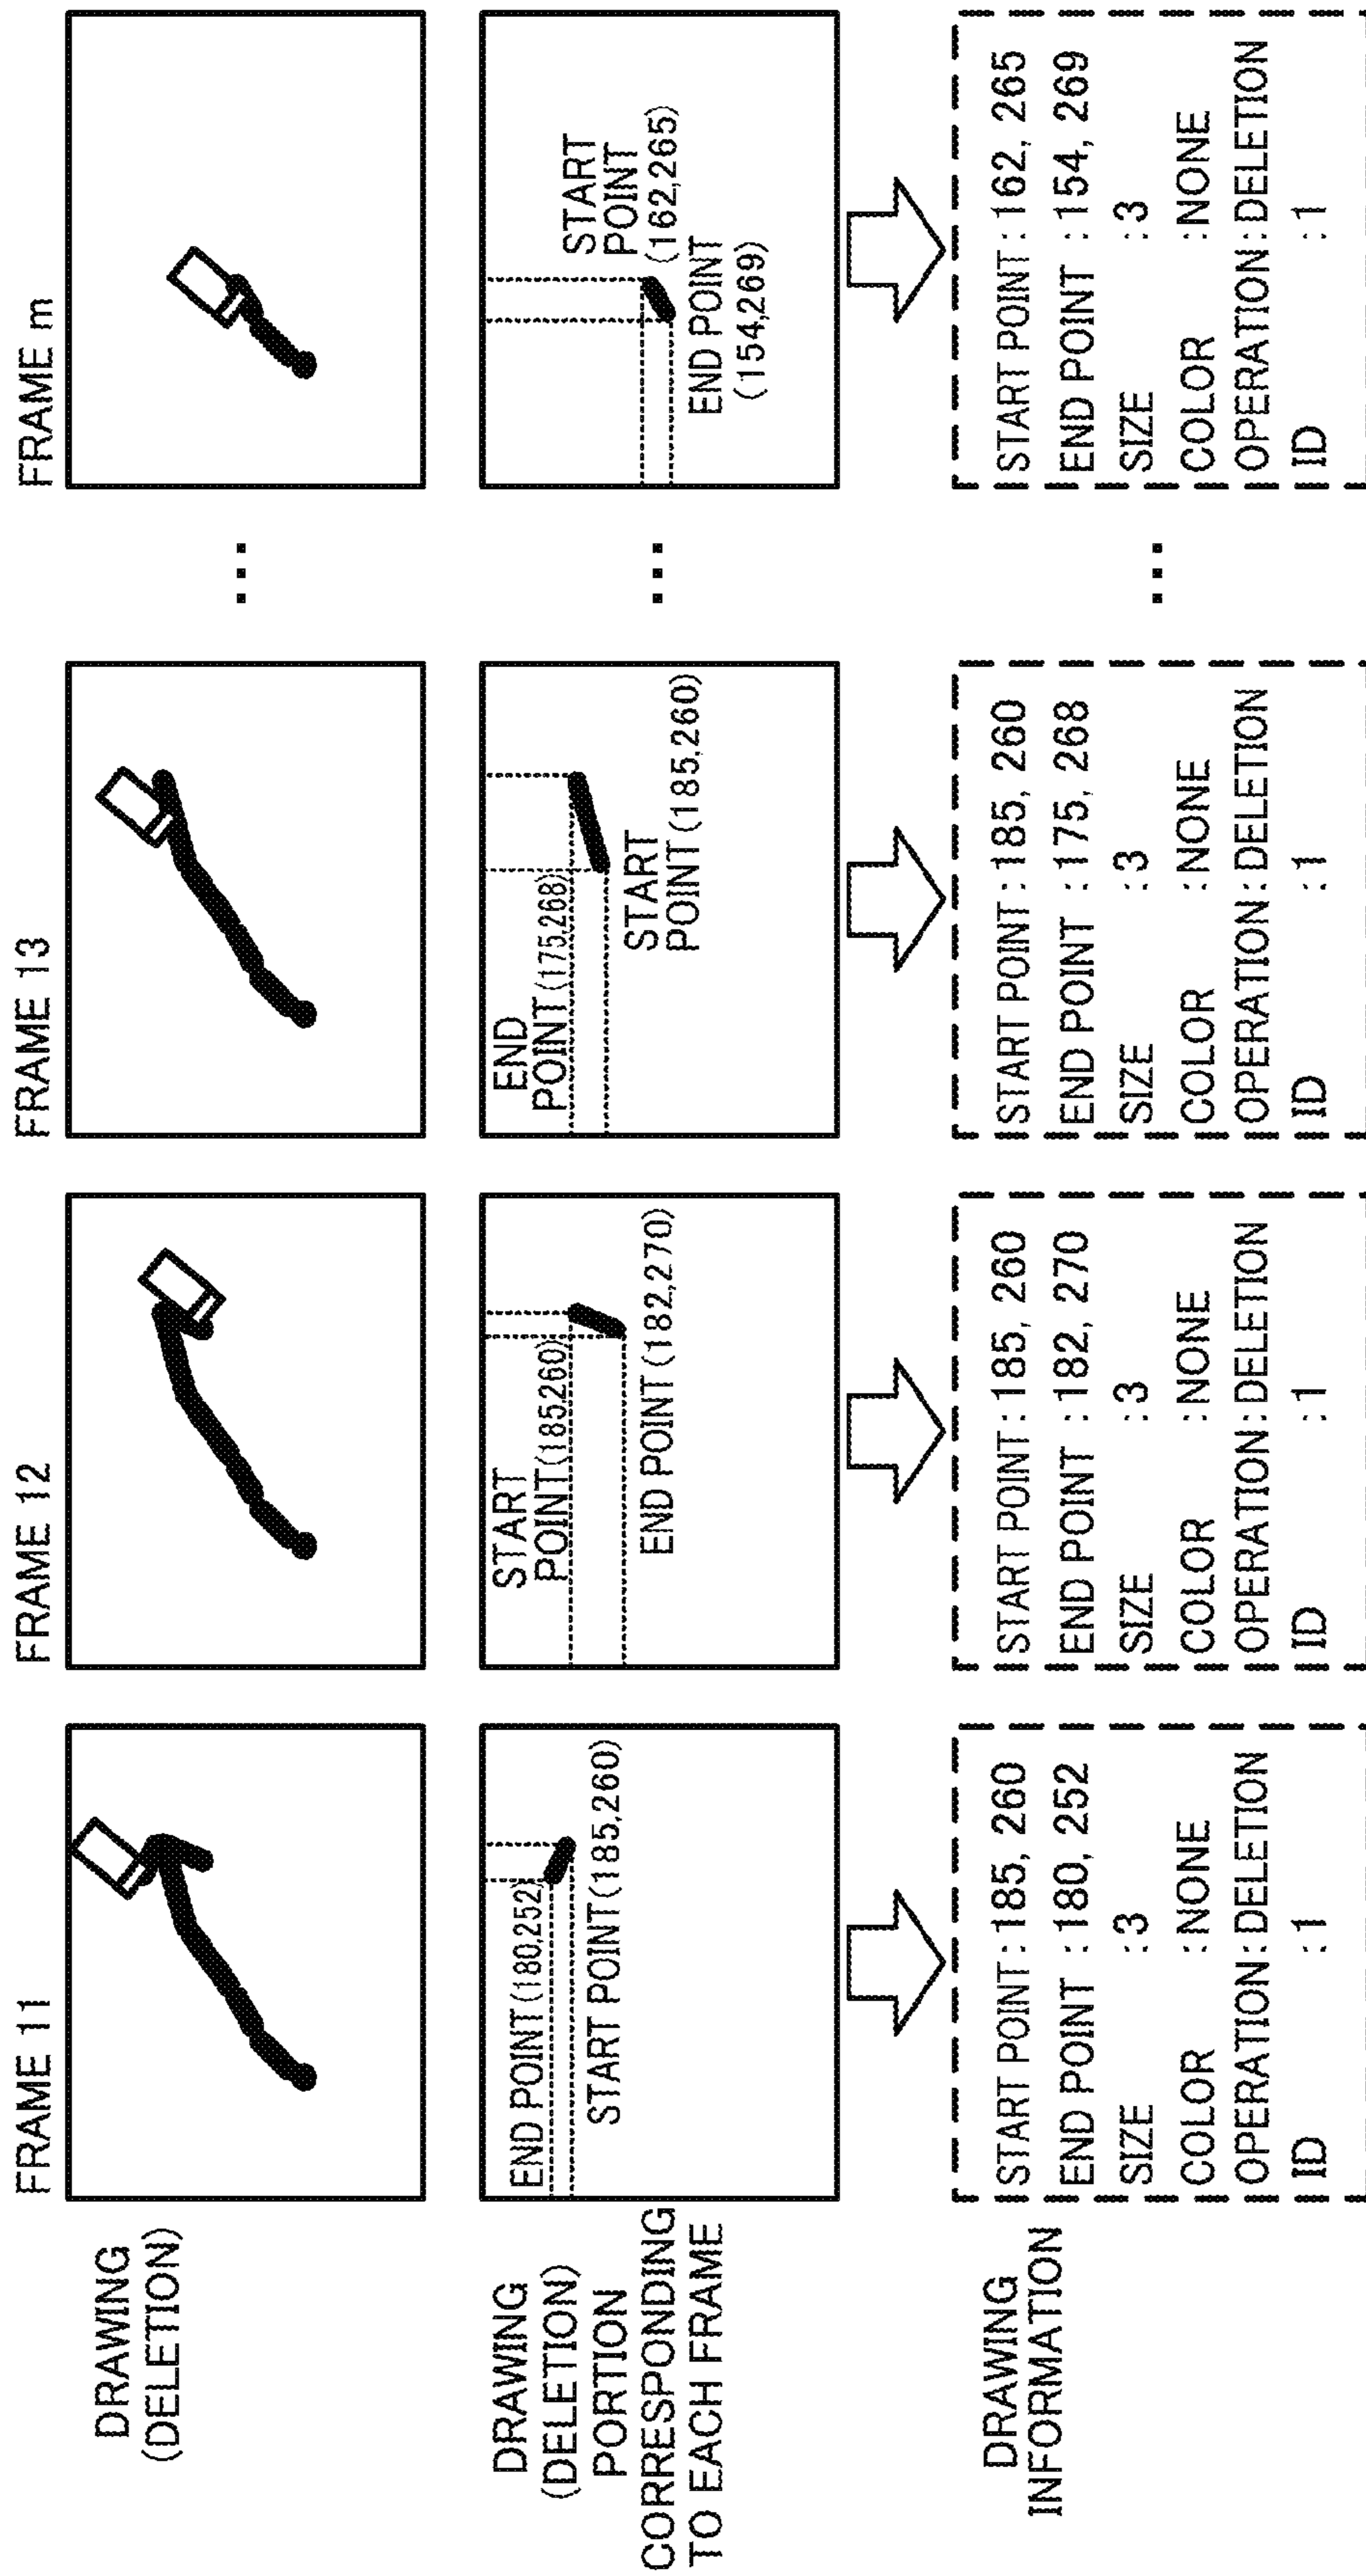 FRAME 11
FRAME 12
FRAME 13
FRAME m
DRAWING
(DELETION)
...
DRAWING
(DELETION)
PORTION
CORRESPONDING
TO EACH FRAME
END POINT(180,252)
START POINT(185,260)
START
POINT(185,260)
END POINT(182,270)
END
POINT(175,268)
START
POINT(185,260)
...
START
POINT
(162,265)
END POINT
(154,269)
DRAWING
INFORMATION
START POINT : 185, 260
END POINT : 180, 252
SIZE : 3
COLOR : NONE
OPERATION : DELETION
ID : 1
START POINT : 185, 260
END POINT : 182, 270
SIZE : 3
COLOR : NONE
OPERATION : DELETION
ID : 1
START POINT : 185, 260
END POINT : 175, 268
SIZE : 3
COLOR : NONE
OPERATION : DELETION
ID : 1
...
START POINT : 162, 265
END POINT : 154, 269
SIZE : 3
COLOR : NONE
OPERATION : DELETION
ID : 1